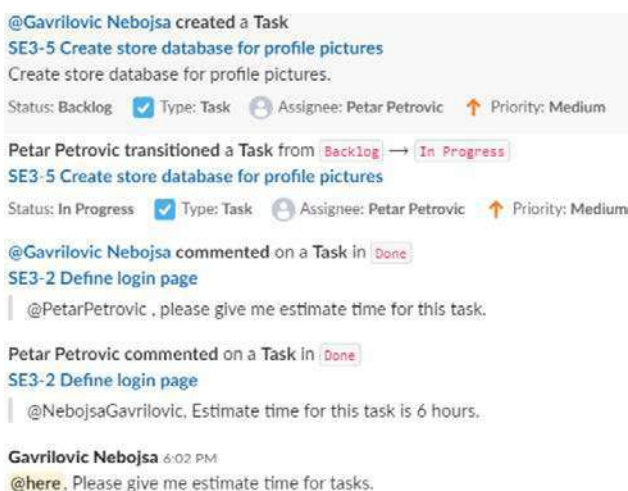 @Gavrilovic Nebojsa created a Task
SE3-5 Create store database for profile pictures
Create store database for profile pictures.
Status: Backlog Type: Task Assignee: Petar Petrovic Priority: Medium
Petar Petrovic transitioned a Task from Backlog → In Progress
SE3-5 Create store database for profile pictures
Status: In Progress Type: Task Assignee: Petar Petrovic Priority: Medium
@Gavrilovic Nebojsa commented on a Task in Done
SE3-2 Define login page
@PetarPetrovic , please give me estimate time for this task.
Petar Petrovic commented on a Task in Done
SE3-2 Define login page
@NebojsaGavrilovic, Estimate time for this task is 6 hours.
Gavrilovic Nebojsa 6:02 PM
@here, Please give me estimate time for tasks.